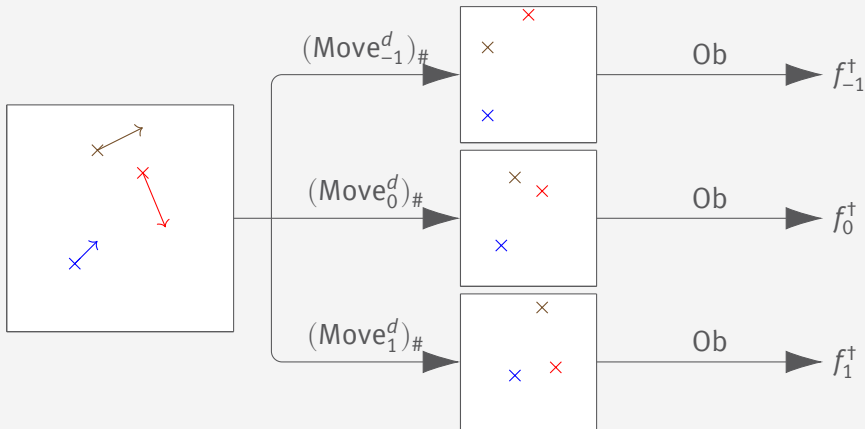 (Move^d_{-1})_# Ob f^†_{-1}
(Move^d_0)_# Ob f^†_0
(Move^d_1)_# Ob f^†_1